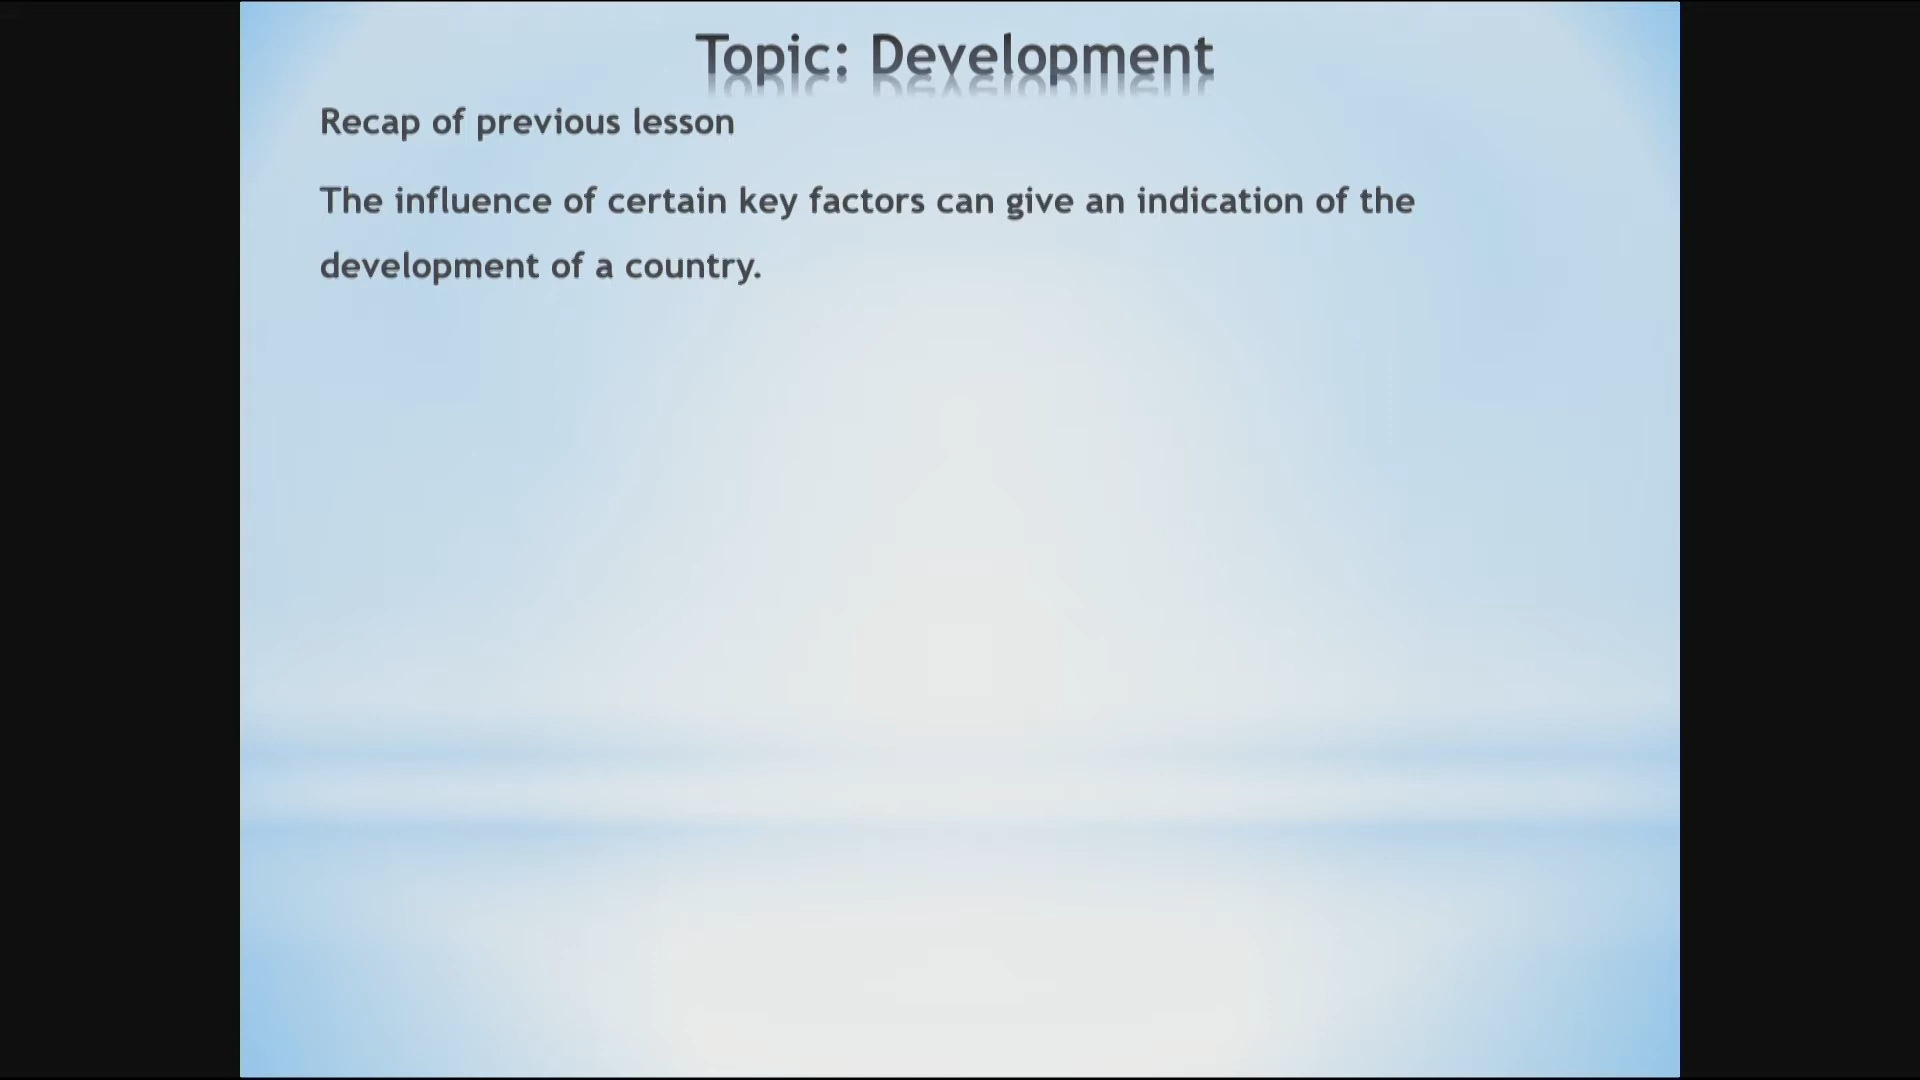 Topic: Development
Recap of previous lesson
The influence of certain key factors can give an indication of the
development of a country.